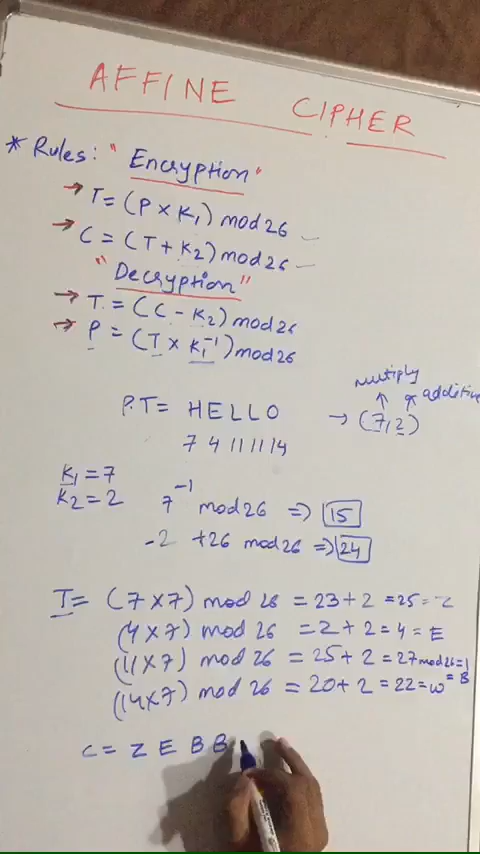 AFFINE CIPHER
* Rules: "Encryption"
→ T = (P × K₁) mod 26
→ C = (T + K₂) mod 26
"Decryption"
→ T = (C - K₂) mod 26
→ P = (T × K₁⁻¹) mod 26
multiply additive
P.T = HELLO → (7,2)
7 4 11 11 14
K₁ = 7
K₂ = 2
7⁻¹ mod 26 => 15
-2 +26 mod 26 => 24
T = (7 × 7) mod 26 = 23 + 2 = 25 = Z
(4 × 7) mod 26 = 2 + 2 = 4 = E
(11 × 7) mod 26 = 25 + 2 = 27 mod 26 = 1 = B
(14 × 7) mod 26 = 20 + 2 = 22 = W
C = Z E B B